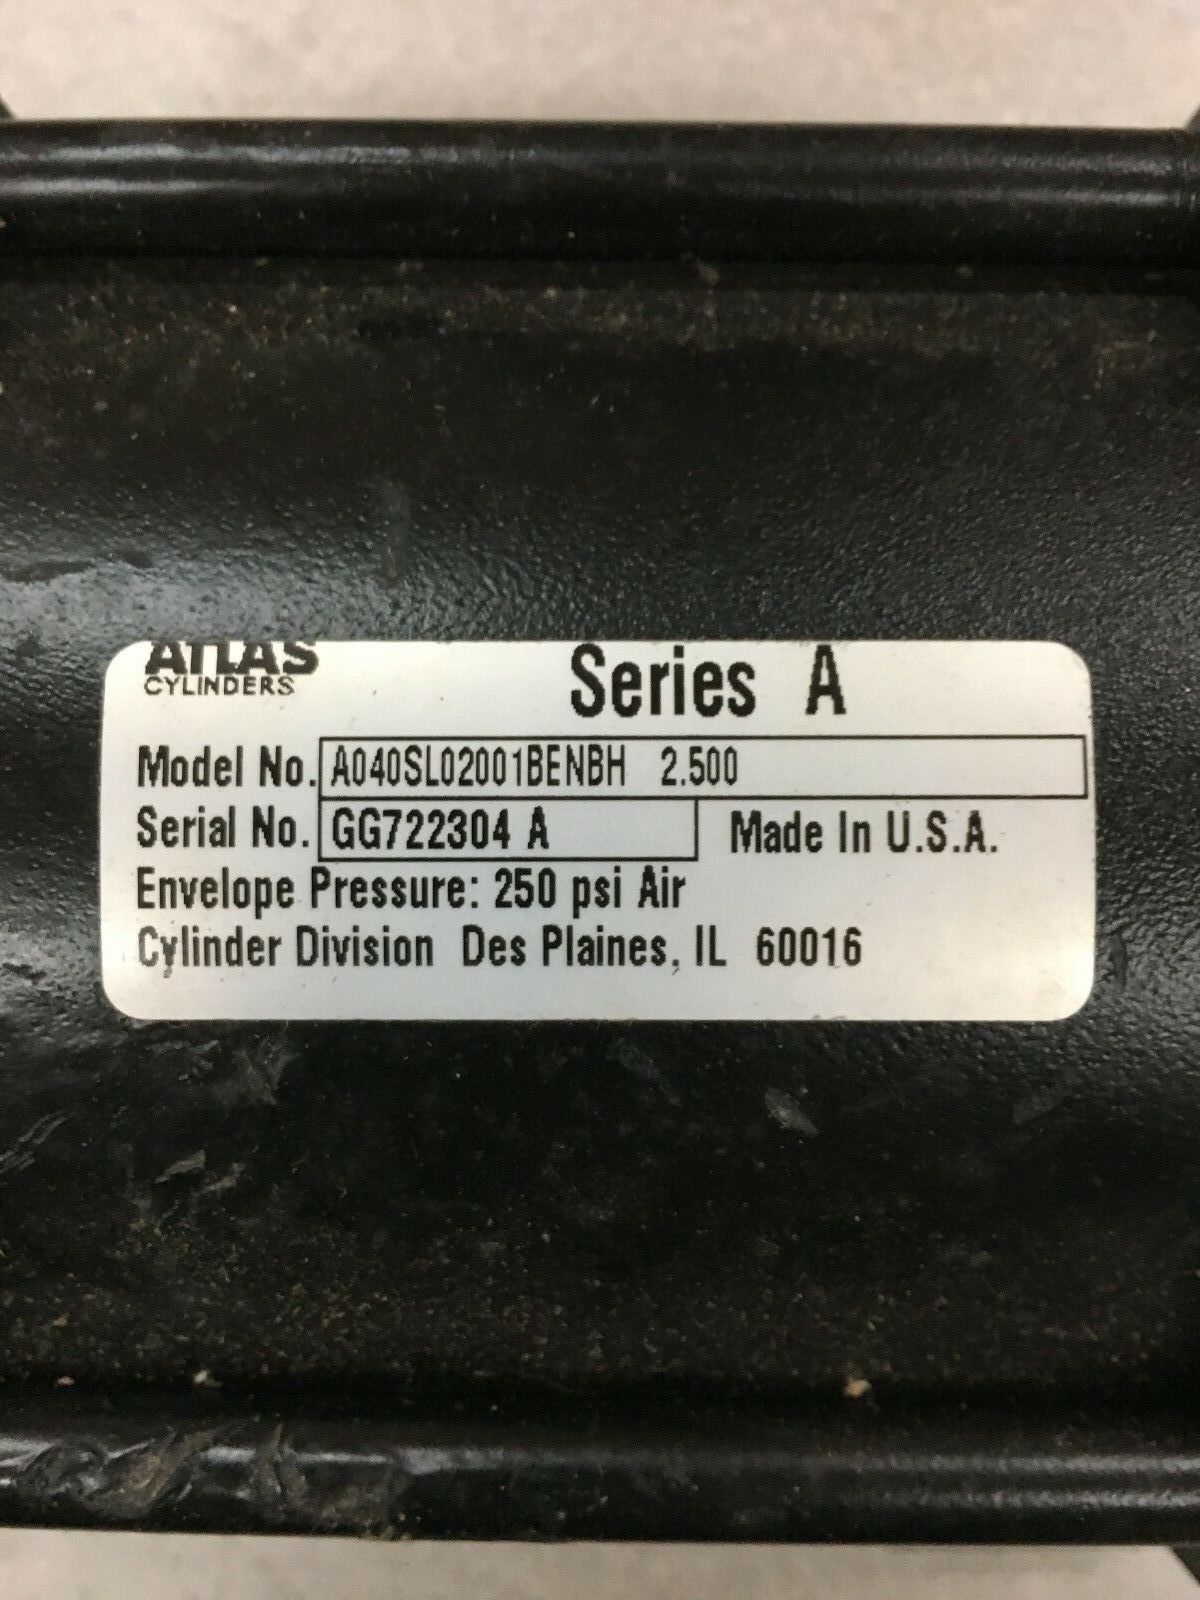 ATLAS
CYLINDERS
Series A
Model No. A040SL02001BENBH 2.500
Serial No. GG722304 A Made In U.S.A.
Envelope Pressure: 250 psi Air
Cylinder Division Des Plaines, IL 60016